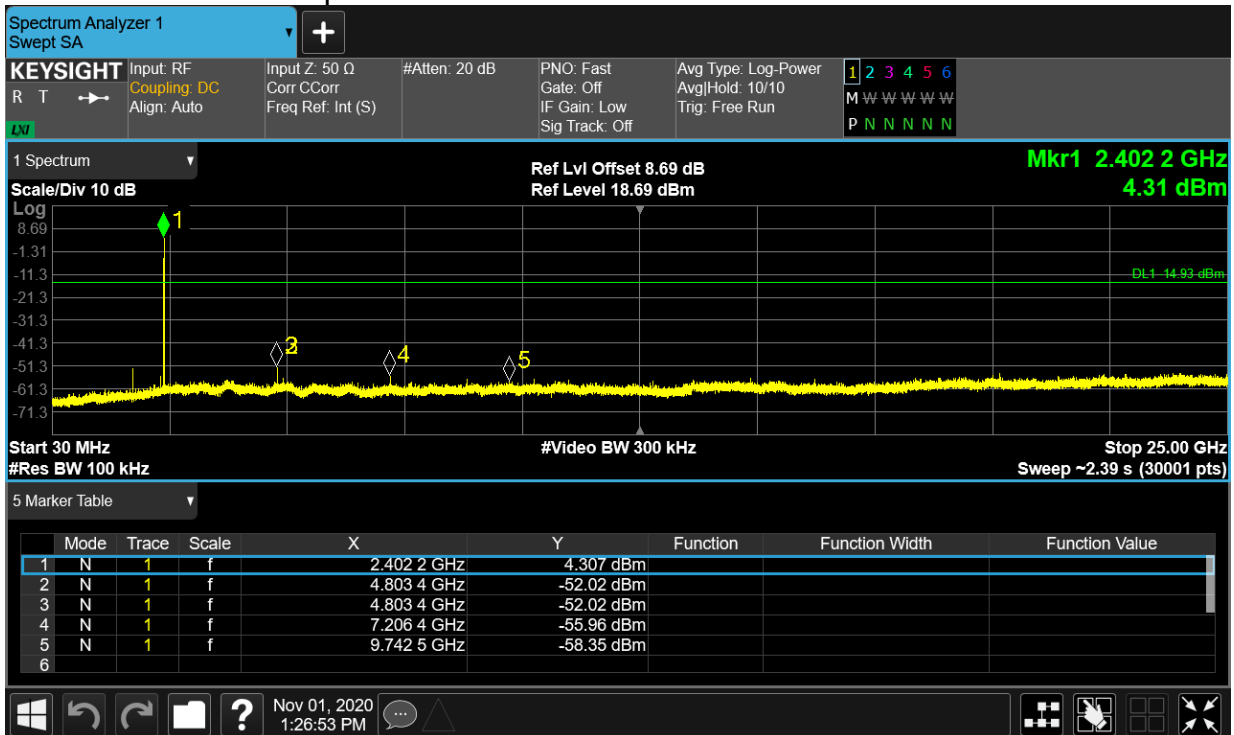 Spectrum Analyzer 1
Swept SA
KEYSIGHT
R T
LXI
Input: RF
Coupling: DC
Align: Auto
Input Z: 50 Ω
Corr CCorr
Freq Ref: Int (S)
#Atten: 20 dB
PNO: Fast
Gate: Off
IF Gain: Low
Sig Track: Off
Avg Type: Log-Power
Avg|Hold: 10/10
Trig: Free Run
1 2 3 4 5 6
M W W W W W
P N N N N N
1 Spectrum
Scale/Div 10 dB
Ref Lvl Offset 8.69 dB
Ref Level 18.69 dBm
Mkr1 2.402 2 GHz
4.31 dBm
Log
8.69
-1.31
-11.3
-21.3
-31.3
-41.3
-51.3
-61.3
-71.3
1
DL1 -14.93 dBm
3
4
5
Start 30 MHz
#Res BW 100 kHz
#Video BW 300 kHz
Stop 25.00 GHz
Sweep ~2.39 s (30001 pts)
5 Marker Table
Mode Trace Scale X Y Function Function Width Function Value
1 N 1 f 2.402 2 GHz 4.307 dBm
2 N 1 f 4.803 4 GHz -52.02 dBm
3 N 1 f 4.803 4 GHz -52.02 dBm
4 N 1 f 7.206 4 GHz -55.96 dBm
5 N 1 f 9.742 5 GHz -58.35 dBm
6
?
Nov 01, 2020
1:26:53 PM